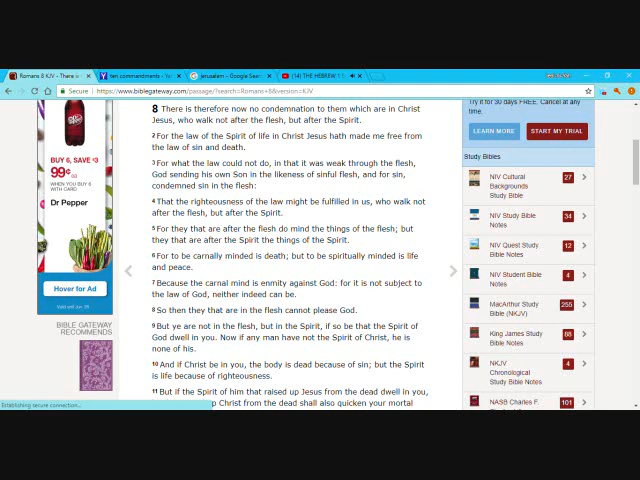 Romans 8 KJV - There is
ten commandments -
jerusalem - Google Sear
(14) THE HEBREW 1
Secure
https://www.biblegateway.com/passage/?search=Romans+8&version=KJV
BUY 6, SAVE $3
99¢
WHEN YOU BUY 6
WITH CARD
Dr Pepper
Hover for Ad
BIBLE GATEWAY
RECOMMENDS
8 There is therefore now no condemnation to them which are in Christ
Jesus, who walk not after the flesh, but after the Spirit.
2 For the law of the Spirit of life in Christ Jesus hath made me free from
the law of sin and death.
3 For what the law could not do, in that it was weak through the flesh,
God sending his own Son in the likeness of sinful flesh, and for sin,
condemned sin in the flesh:
4 That the righteousness of the law might be fulfilled in us, who walk not
after the flesh, but after the Spirit.
5 For they that are after the flesh do mind the things of the flesh; but
they that are after the Spirit the things of the Spirit.
6 For to be carnally minded is death; but to be spiritually minded is life
and peace.
7 Because the carnal mind is enmity against God: for it is not subject to
the law of God, neither indeed can be.
8 So then they that are in the flesh cannot please God.
9 But ye are not in the flesh, but in the Spirit, if so be that the Spirit of
God dwell in you. Now if any man have not the Spirit of Christ, he is
none of his.
10 And if Christ be in you, the body is dead because of sin; but the Spirit
is life because of righteousness.
11 But if the Spirit of him that raised up Jesus from the dead dwell in you,
up Christ from the dead shall also quicken your mortal
Establishing secure connection...
Try it for 30 days FREE. Cancel at any
time.
LEARN MORE
START MY TRIAL
Study Bibles
NIV Cultural
Backgrounds
Study Bible
27
NIV Study Bible
Notes
34
NIV Quest Study
Bible Notes
12
NIV Student Bible
Notes
4
MacArthur Study
Bible (NKJV)
255
King James Study
Bible Notes
88
NKJV
Chronological
Study Bible Notes
4
NASB Charles F.
101